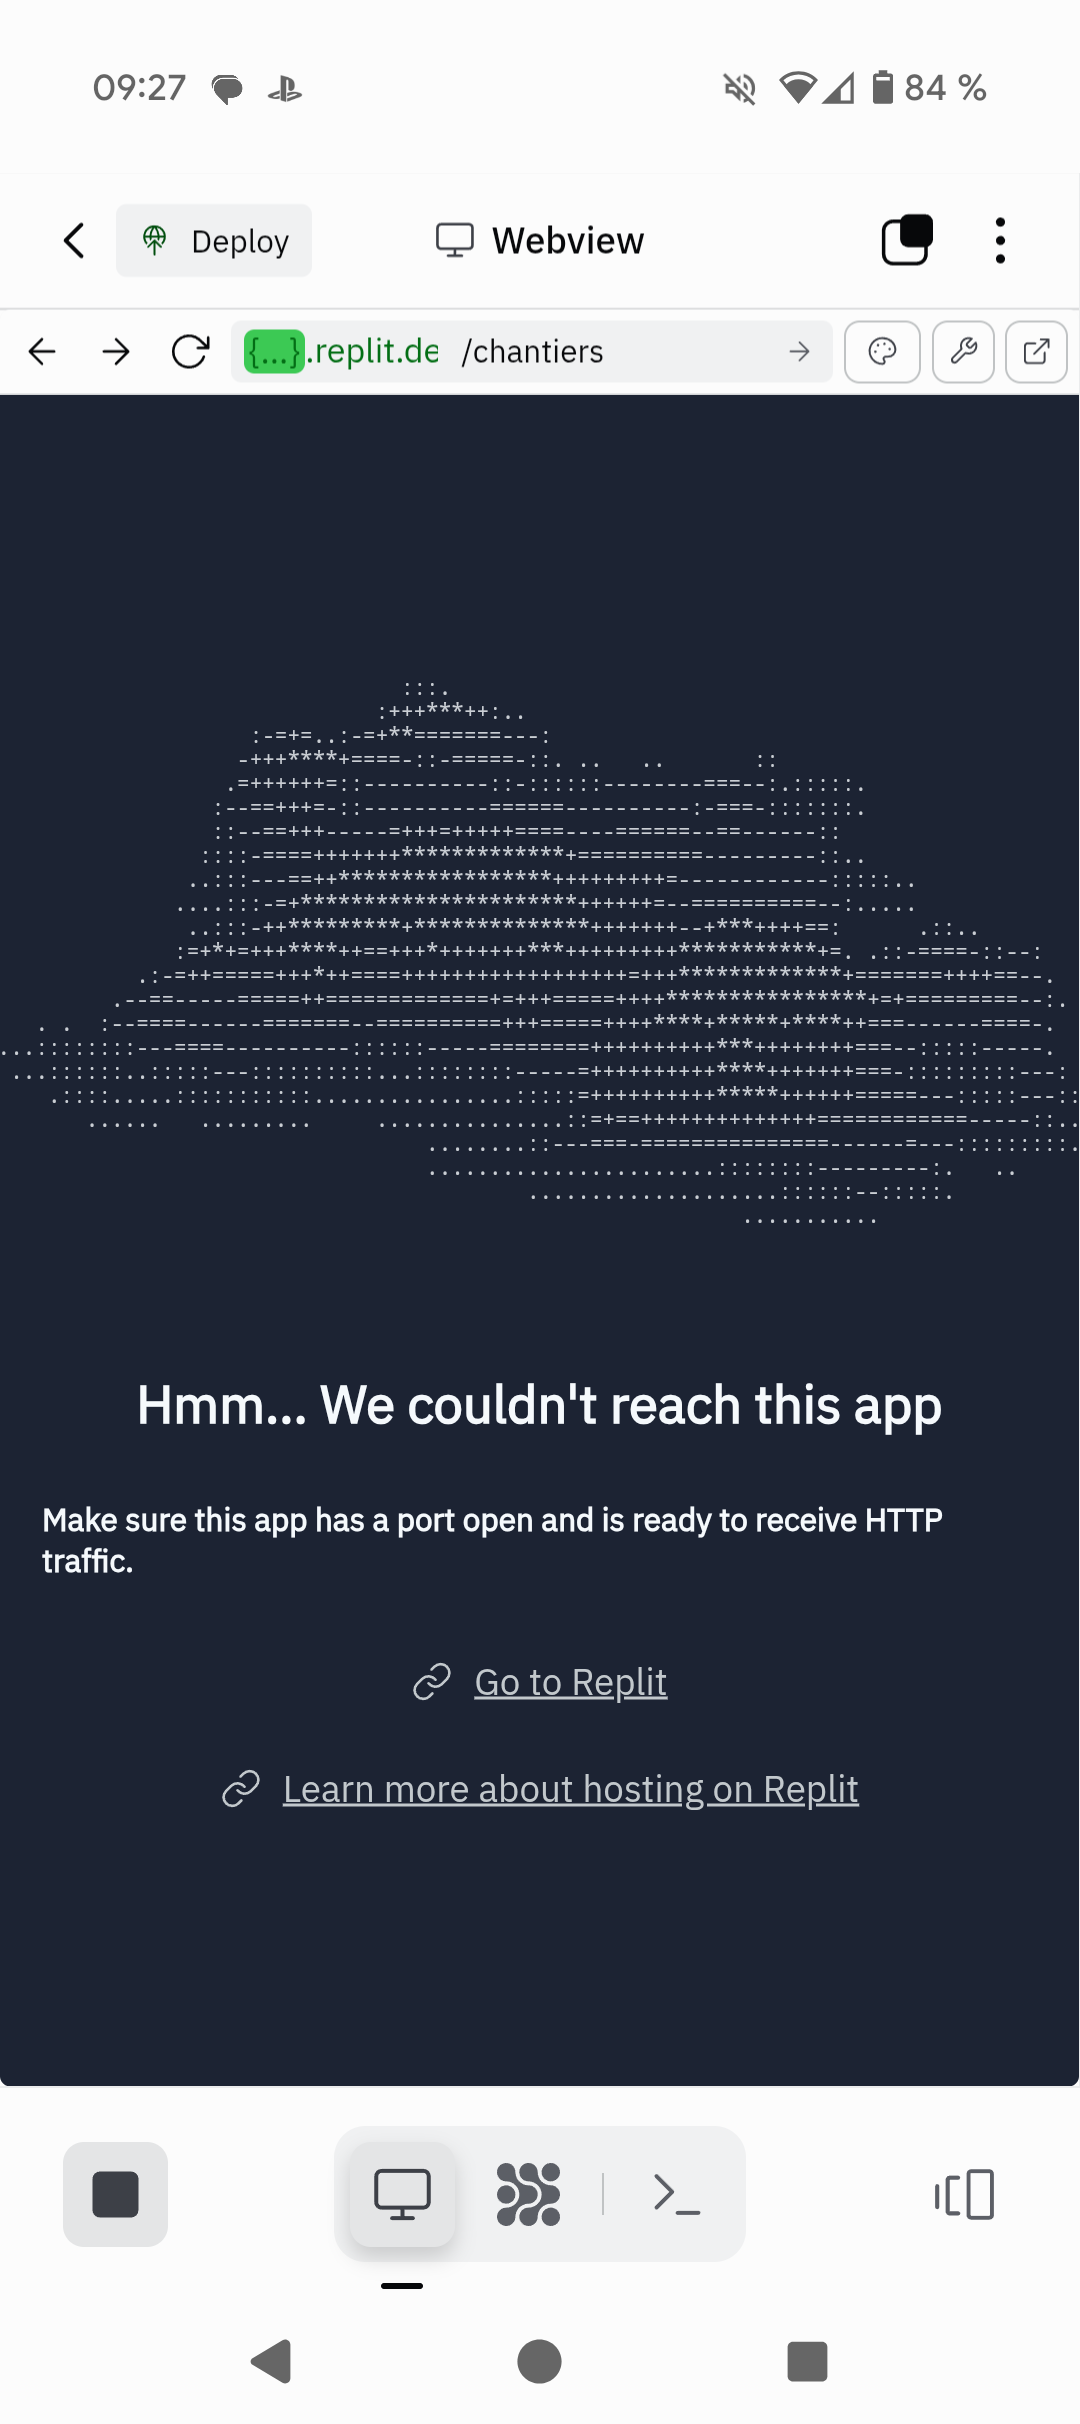 09:27
84 %
Deploy
Webview
{...}.replit.de /chantiers
Hmm... We couldn't reach this app
Make sure this app has a port open and is ready to receive HTTP
traffic.
Go to Replit
Learn more about hosting on Replit